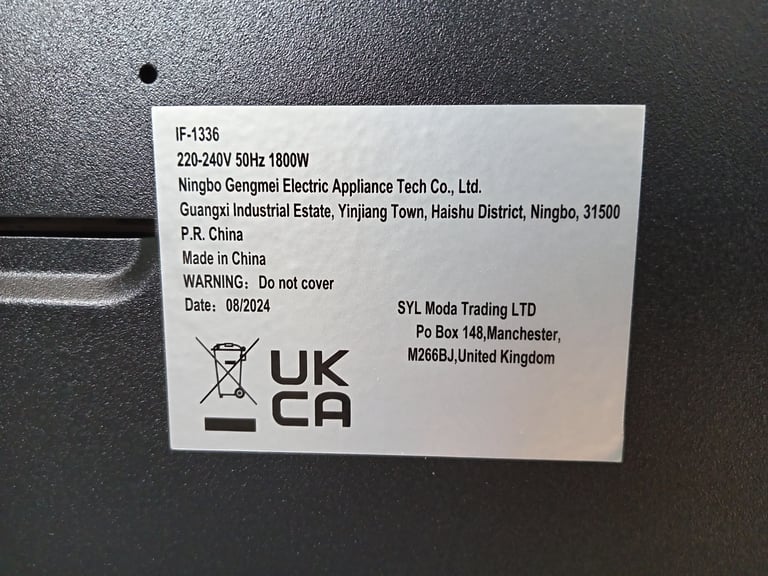 IF-1336
220-240V 50Hz 1800W
Ningbo Gengmei Electric Appliance Tech Co., Ltd.
Guangxi Industrial Estate, Yinjiang Town, Haishu District, Ningbo, 31500
P.R. China
Made in China
WARNING: Do not cover
Date: 08/2024
SYL Moda Trading LTD
Po Box 148,Manchester,
M266BJ,United Kingdom
UK
CA